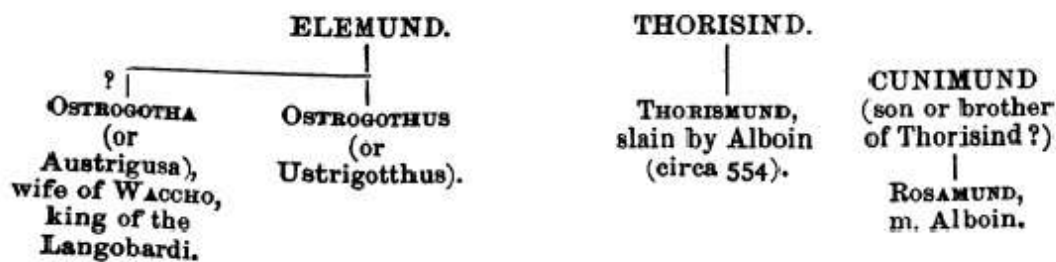 ELEMUND.
?
OSTROGOTHA
(or
Austrigusa),
wife of WACCHO,
king of the
Langobardi.
OSTROGOTHUS
(or
Ustrigotthus).
THORISIND.
THORISMUND,
slain by Alboin
(circa 554).
CUNIMUND
(son or brother
of Thorisind?)
ROSAMUND,
m. Alboin.